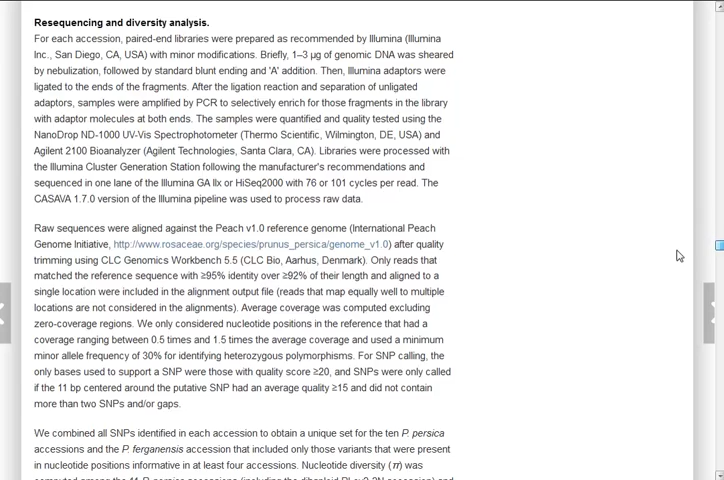 Resequencing and diversity analysis.
For each accession, paired-end libraries were prepared as recommended by Illumina (Illumina
Inc., San Diego, CA, USA) with minor modifications. Briefly, 1–3 μg of genomic DNA was sheared
by nebulization, followed by standard blunt ending and 'A' addition. Then, Illumina adaptors were
ligated to the ends of the fragments. After the ligation reaction and separation of unligated
adaptors, samples were amplified by PCR to selectively enrich for those fragments in the library
with adaptor molecules at both ends. The samples were quantified and quality tested using the
NanoDrop ND-1000 UV-Vis Spectrophotometer (Thermo Scientific, Wilmington, DE, USA) and
Agilent 2100 Bioanalyzer (Agilent Technologies, Santa Clara, CA). Libraries were processed with
the Illumina Cluster Generation Station following the manufacturer's recommendations and
sequenced in one lane of the Illumina GA IIx or HiSeq2000 with 76 or 101 cycles per read. The
CASAVA 1.7.0 version of the Illumina pipeline was used to process raw data.
Raw sequences were aligned against the Peach v1.0 reference genome (International Peach
Genome Initiative, http://www.rosaceae.org/species/prunus_persica/genome_v1.0) after quality
trimming using CLC Genomics Workbench 5.5 (CLC Bio, Aarhus, Denmark). Only reads that
matched the reference sequence with ≥95% identity over ≥92% of their length and aligned to a
single location were included in the alignment output file (reads that map equally well to multiple
locations are not considered in the alignments). Average coverage was computed excluding
zero-coverage regions. We only considered nucleotide positions in the reference that had a
coverage ranging between 0.5 times and 1.5 times the average coverage and used a minimum
minor allele frequency of 30% for identifying heterozygous polymorphisms. For SNP calling, the
only bases used to support a SNP were those with quality score ≥20, and SNPs were only called
if the 11 bp centered around the putative SNP had an average quality ≥15 and did not contain
more than two SNPs and/or gaps.
We combined all SNPs identified in each accession to obtain a unique set for the ten P. persica
accessions and the P. ferganensis accession that included only those variants that were present
in nucleotide positions informative in at least four accessions. Nucleotide diversity (π) was